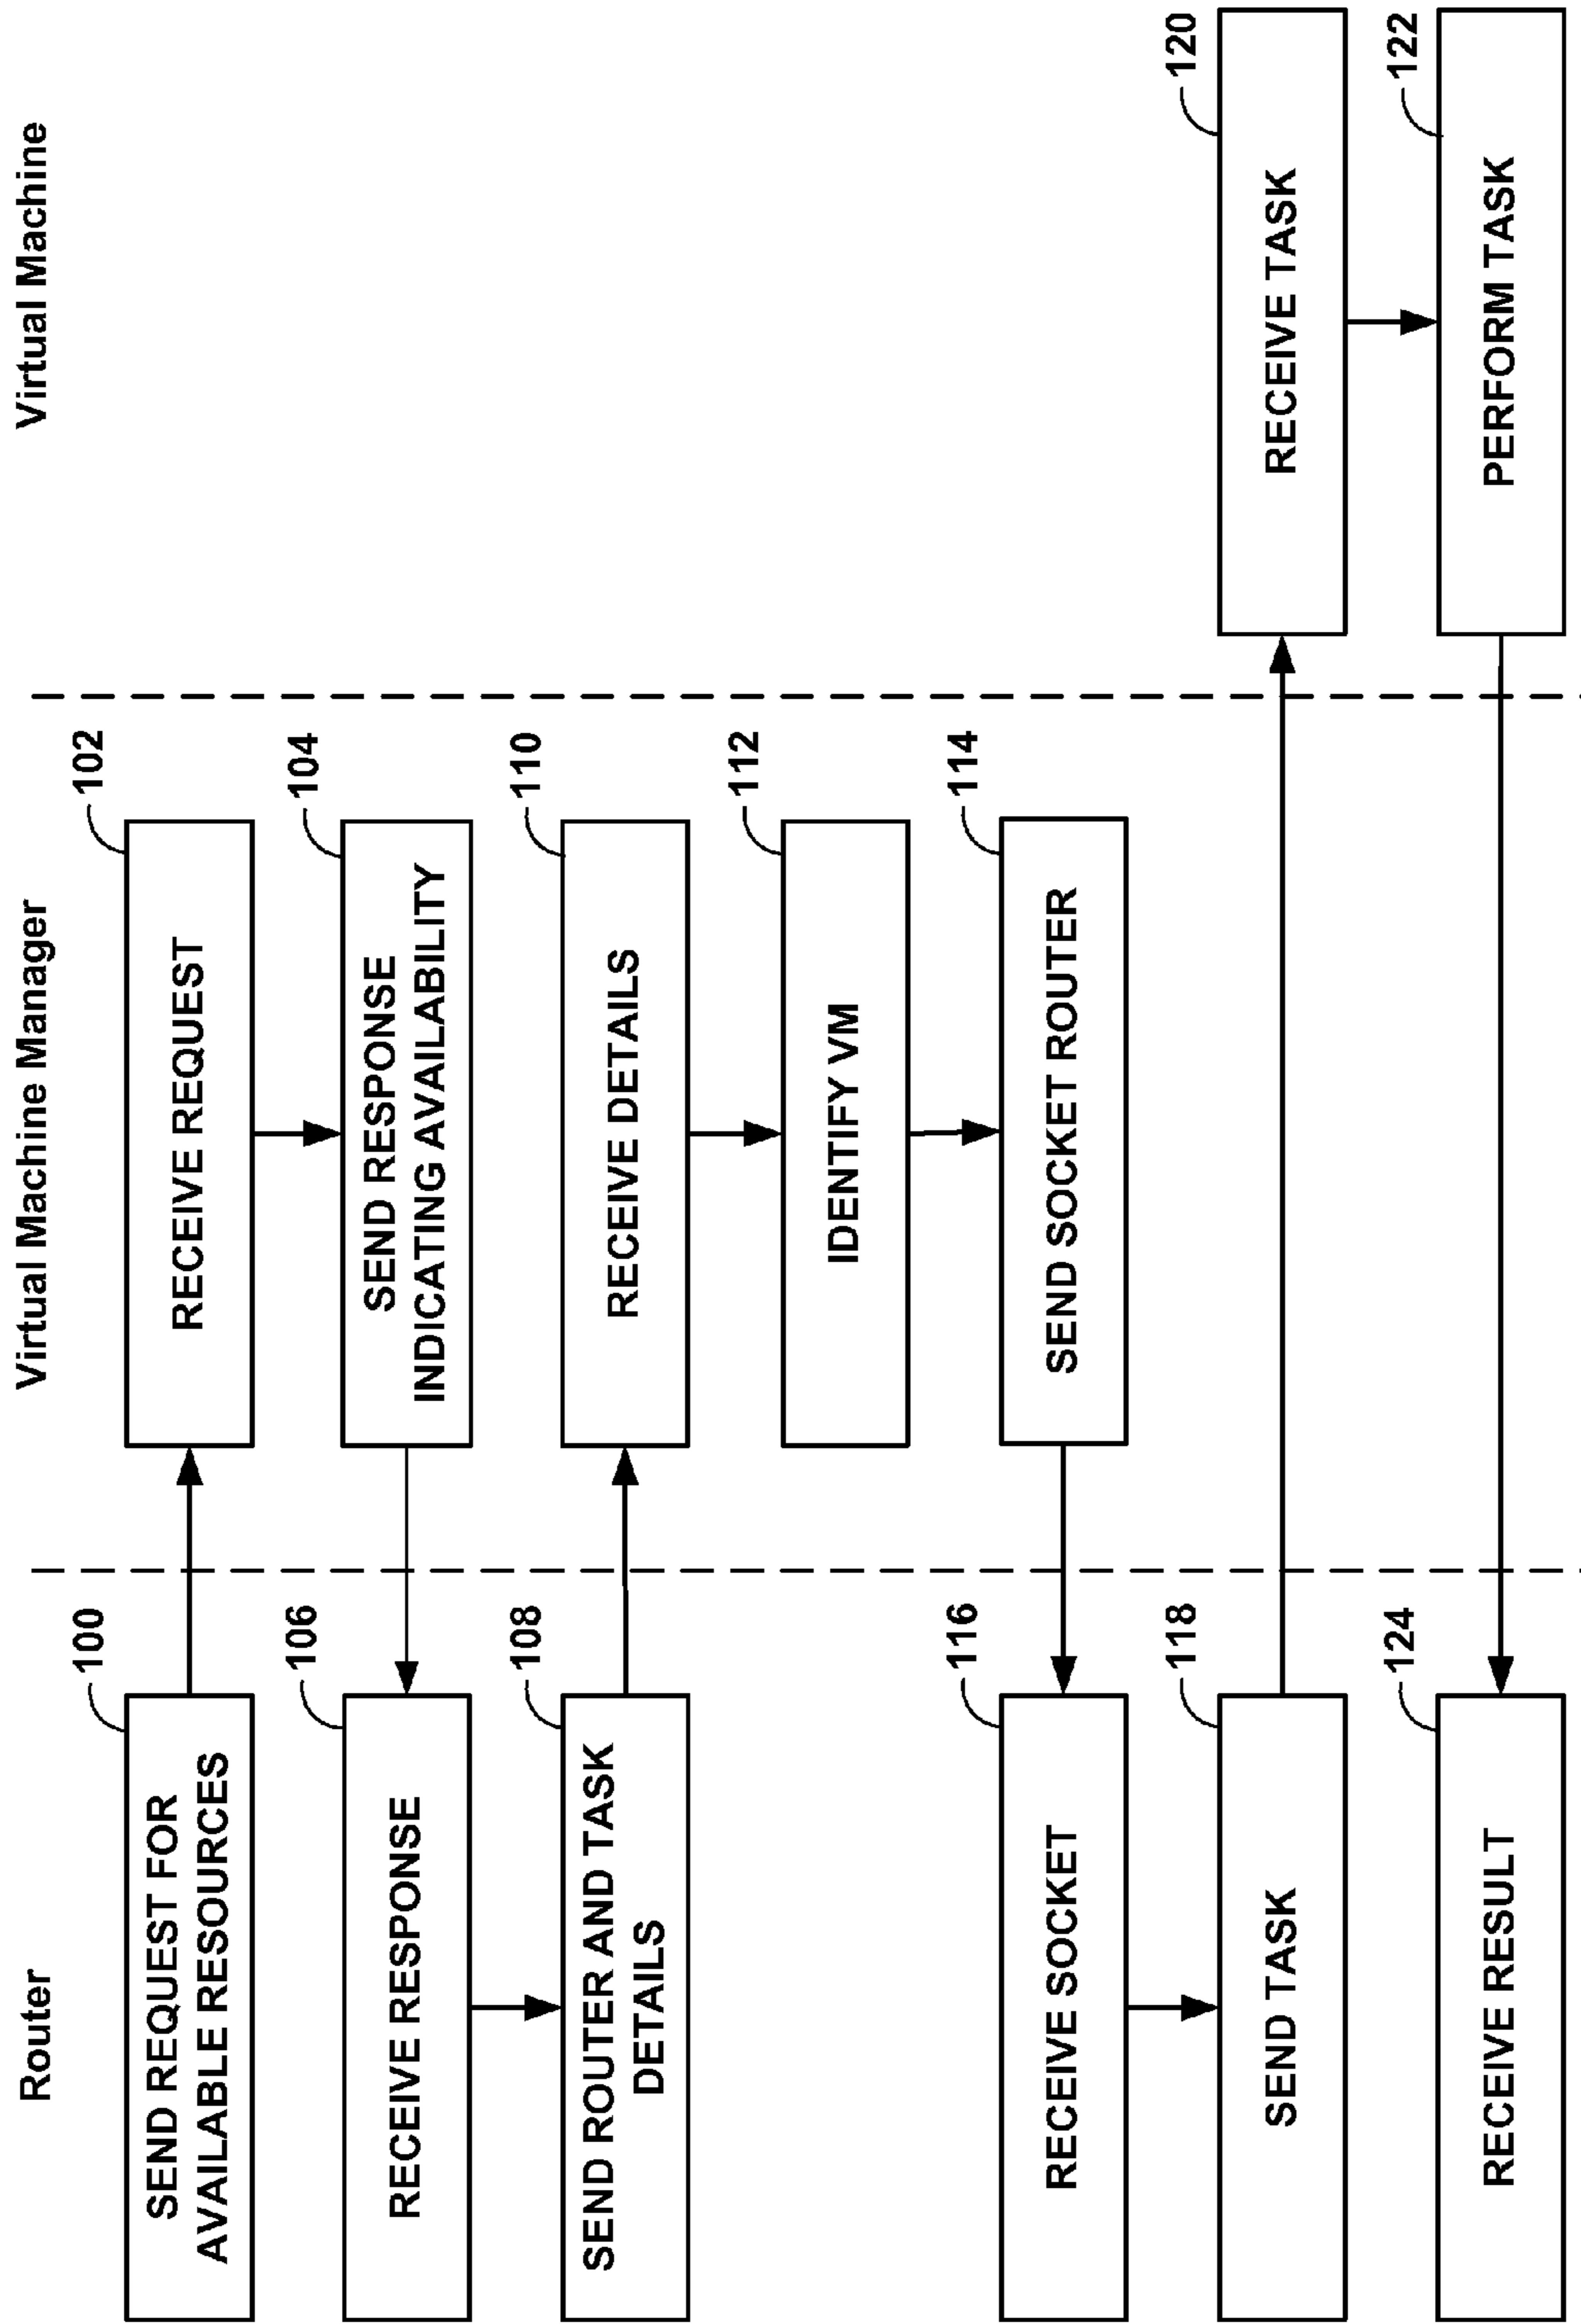 Router
Virtual Machine Manager
Virtual Machine
100
SEND REQUEST FOR
AVAILABLE RESOURCES
102
RECEIVE REQUEST
104
SEND RESPONSE
INDICATING AVAILABILITY
106
RECEIVE RESPONSE
108
SEND ROUTER AND TASK
DETAILS
110
RECEIVE DETAILS
112
IDENTIFY VM
114
SEND SOCKET ROUTER
116
RECEIVE SOCKET
118
SEND TASK
120
RECEIVE TASK
122
PERFORM TASK
124
RECEIVE RESULT